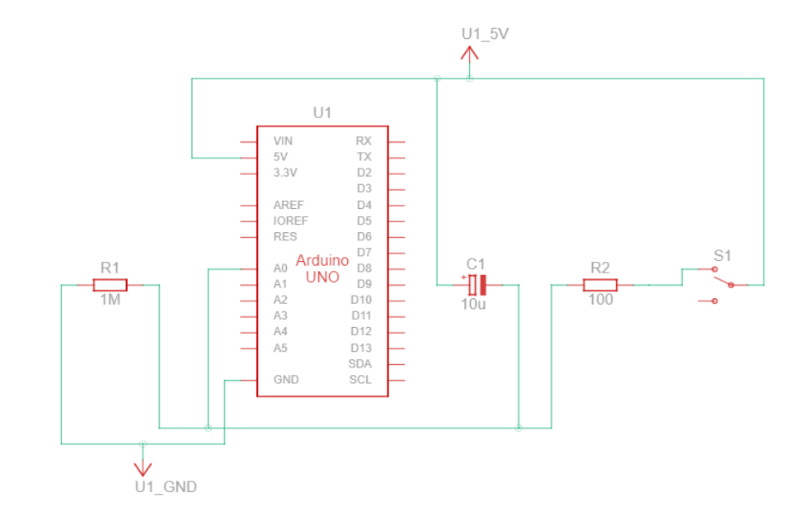 U1_5V
U1
VIN
RX
5V
TX
3.3V
D2
D3
AREF
D4
IOREF
D5
RES
D6
D7
A0
Arduino
UNO
D8
A1
D9
A2
D10
A3
D11
A4
D12
A5
D13
SDA
GND
SCL
R1
1M
C1
+
10u
R2
100
S1
U1_GND